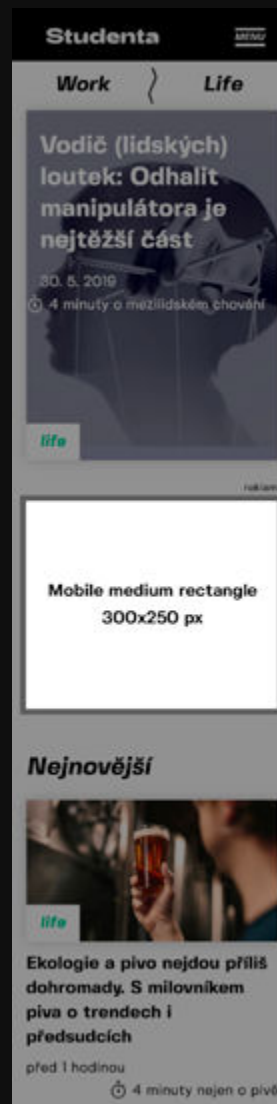 Studenta
MENU
Work
Life
Vodič (lidských)
loutek: Odhalit
manipulátora je
nejtěžší část
30. 5. 2019
4 minuty o mezilidském chování
life
reklam
Mobile medium rectangle
300x250 px
Nejnovější
life
Ekologie a pivo nejdou příliš
dohromady. S milovníkem
piva o trendech i
předsudcích
před 1 hodinou
4 minuty nejen o pivě